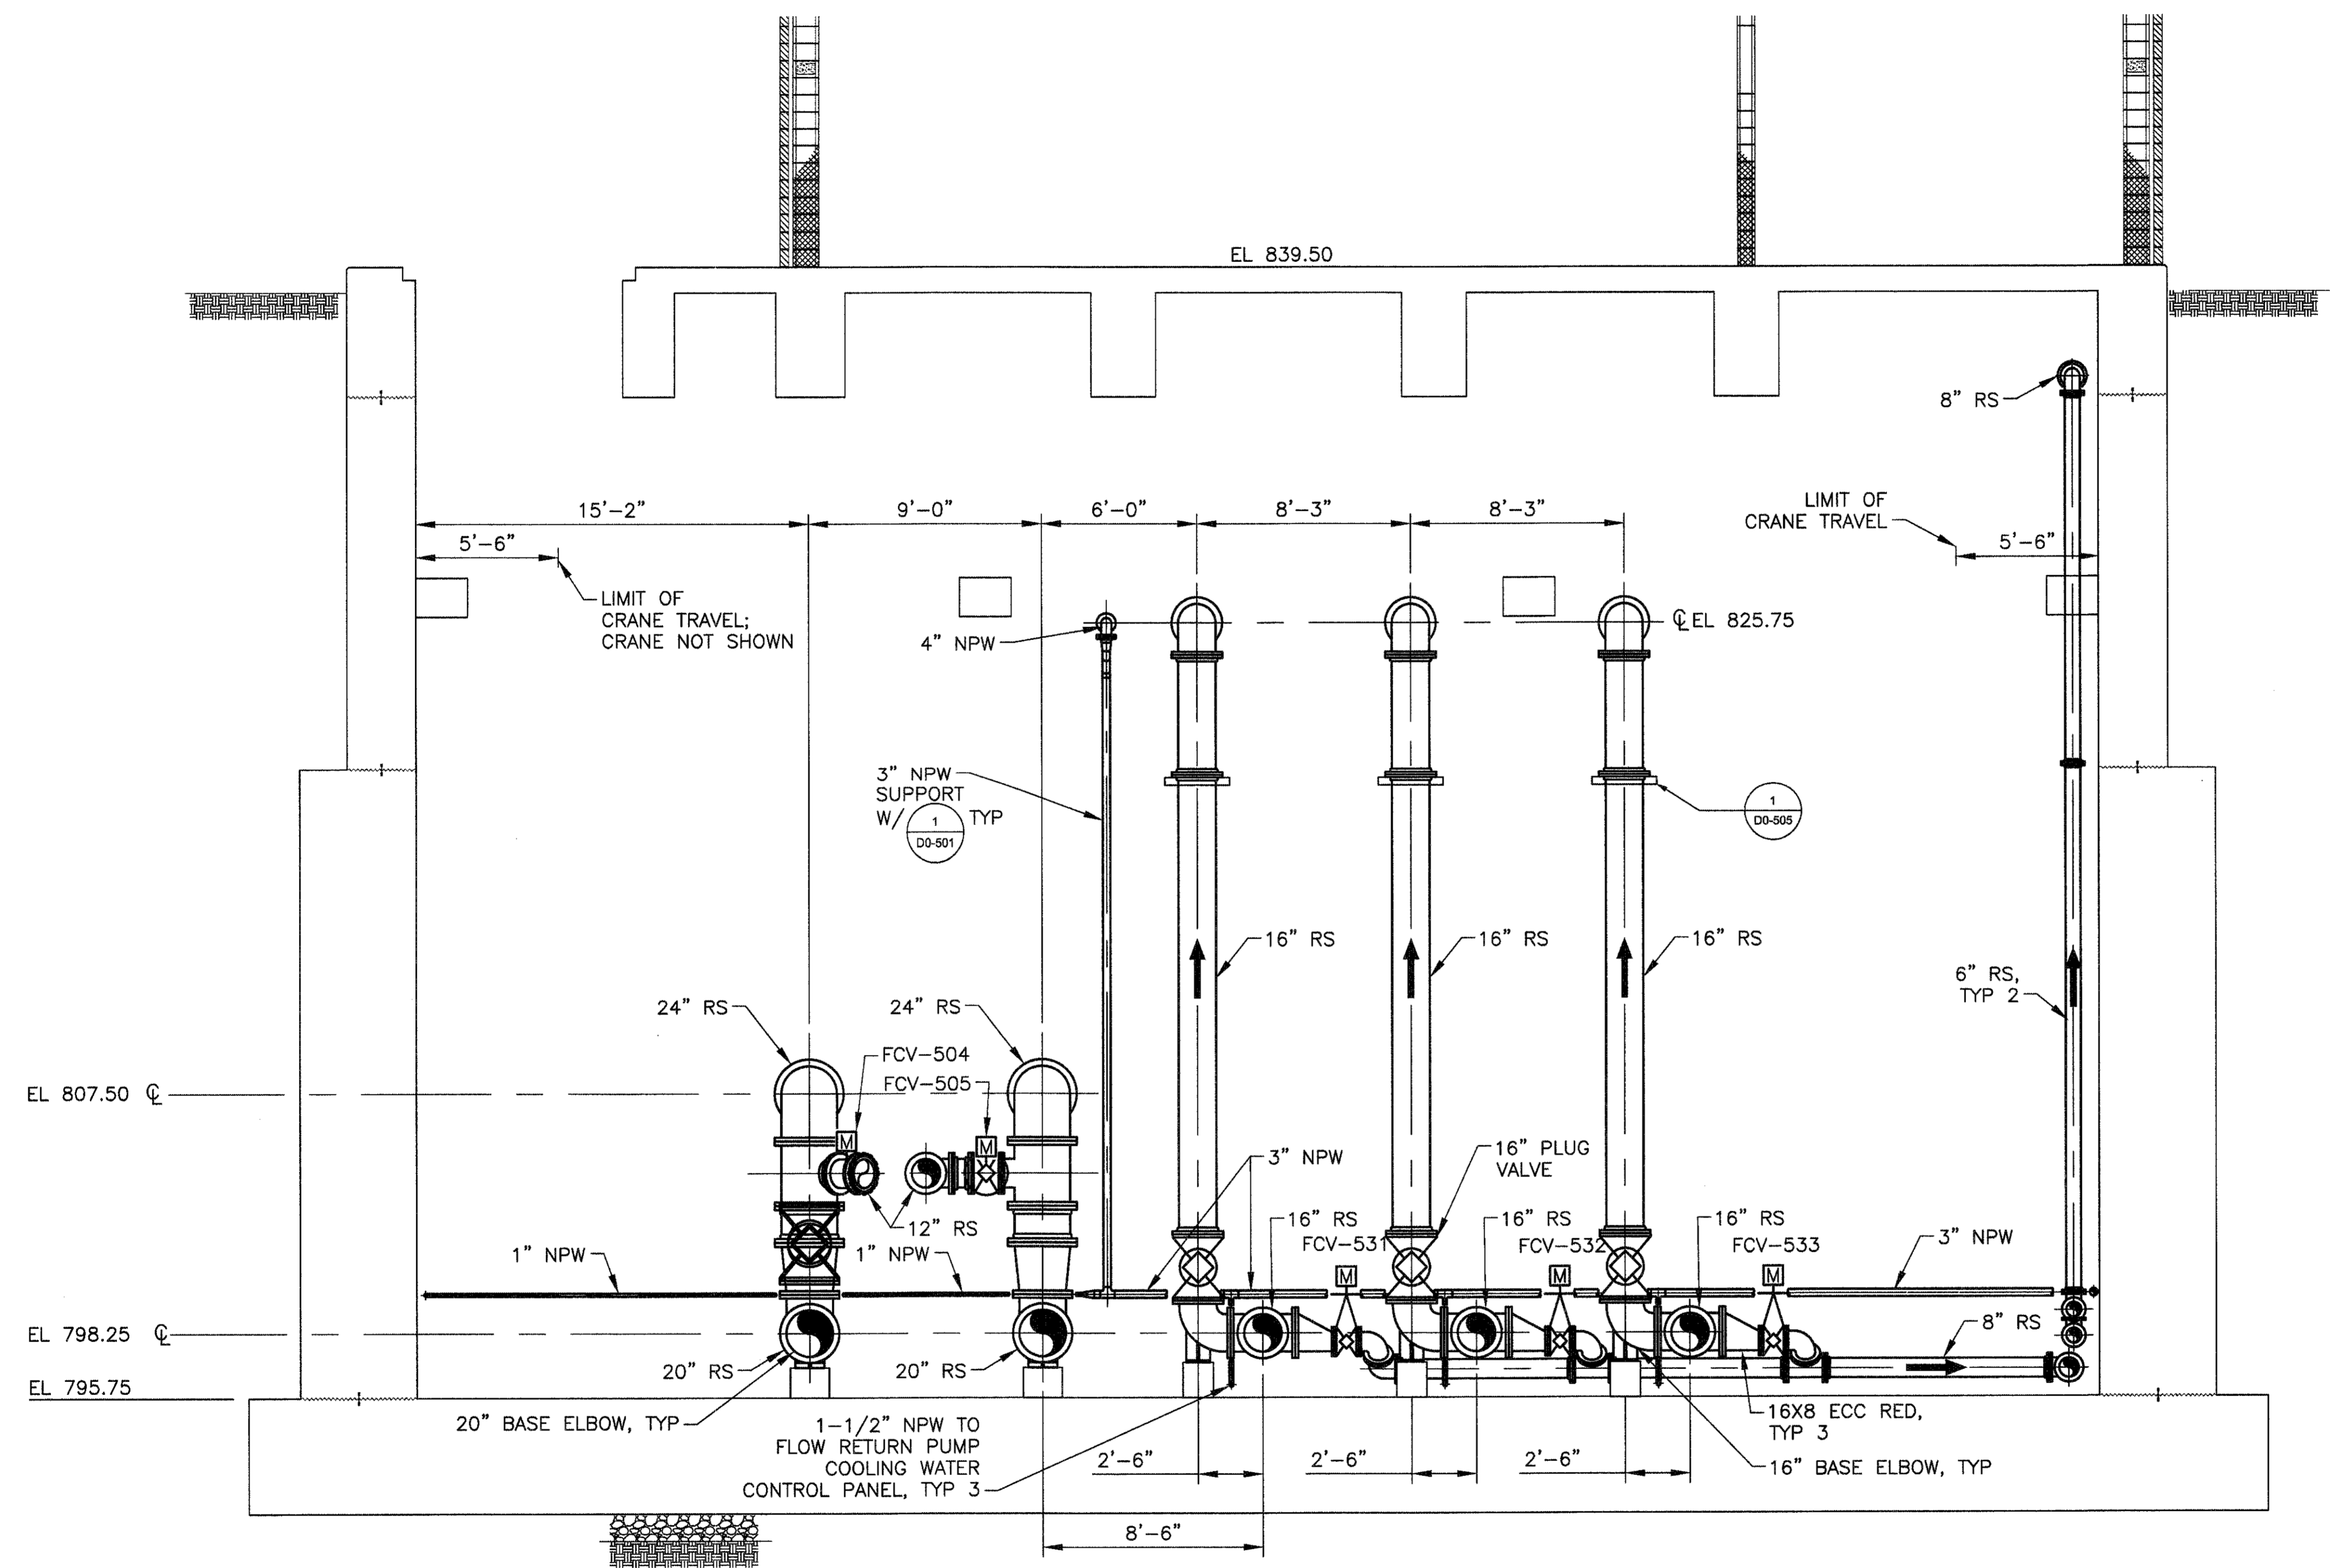 EL 839.50
8" RS
15'-2"
9'-0"
6'-0"
8'-3"
8'-3"
LIMIT OF
CRANE TRAVEL
5'-6"
5'-6"
LIMIT OF
CRANE TRAVEL;
CRANE NOT SHOWN
4" NPW
℄ EL 825.75
3" NPW
SUPPORT
W/ 1 TYP
D0-501
1
D0-505
16" RS
16" RS
16" RS
6" RS,
TYP 2
24" RS
24" RS
FCV-504
FCV-505
EL 807.50 ℄
M
M
12" RS
3" NPW
16" PLUG
VALVE
16" RS
FCV-531
16" RS
FCV-532
16" RS
FCV-533
3" NPW
1" NPW
1" NPW
M
M
M
EL 798.25 ℄
8" RS
20" RS
20" RS
EL 795.75
20" BASE ELBOW, TYP
1-1/2" NPW TO
FLOW RETURN PUMP
COOLING WATER
CONTROL PANEL, TYP 3
2'-6"
2'-6"
2'-6"
16X8 ECC RED,
TYP 3
16" BASE ELBOW, TYP
8'-6"